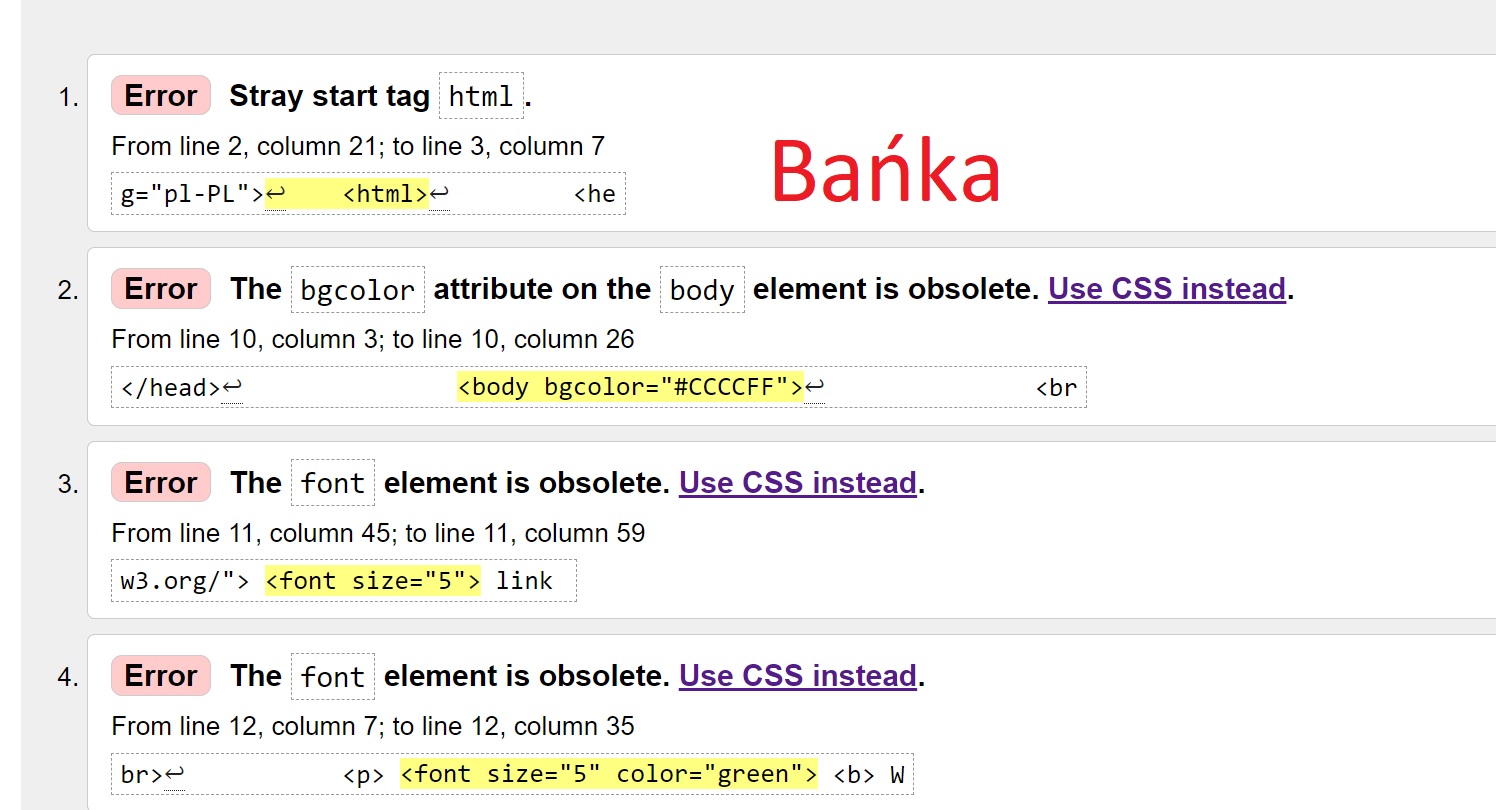 1. Error Stray start tag html.
From line 2, column 21; to line 3, column 7
g="pl-PL">↩ <html>↩ <he
Bańka
2. Error The bgcolor attribute on the body element is obsolete. Use CSS instead.
From line 10, column 3; to line 10, column 26
</head>↩ <body bgcolor="#CCCCFF">↩ <br
3. Error The font element is obsolete. Use CSS instead.
From line 11, column 45; to line 11, column 59
w3.org/"> <font size="5"> link
4. Error The font element is obsolete. Use CSS instead.
From line 12, column 7; to line 12, column 35
br>↩ <p> <font size="5" color="green"> <b> W